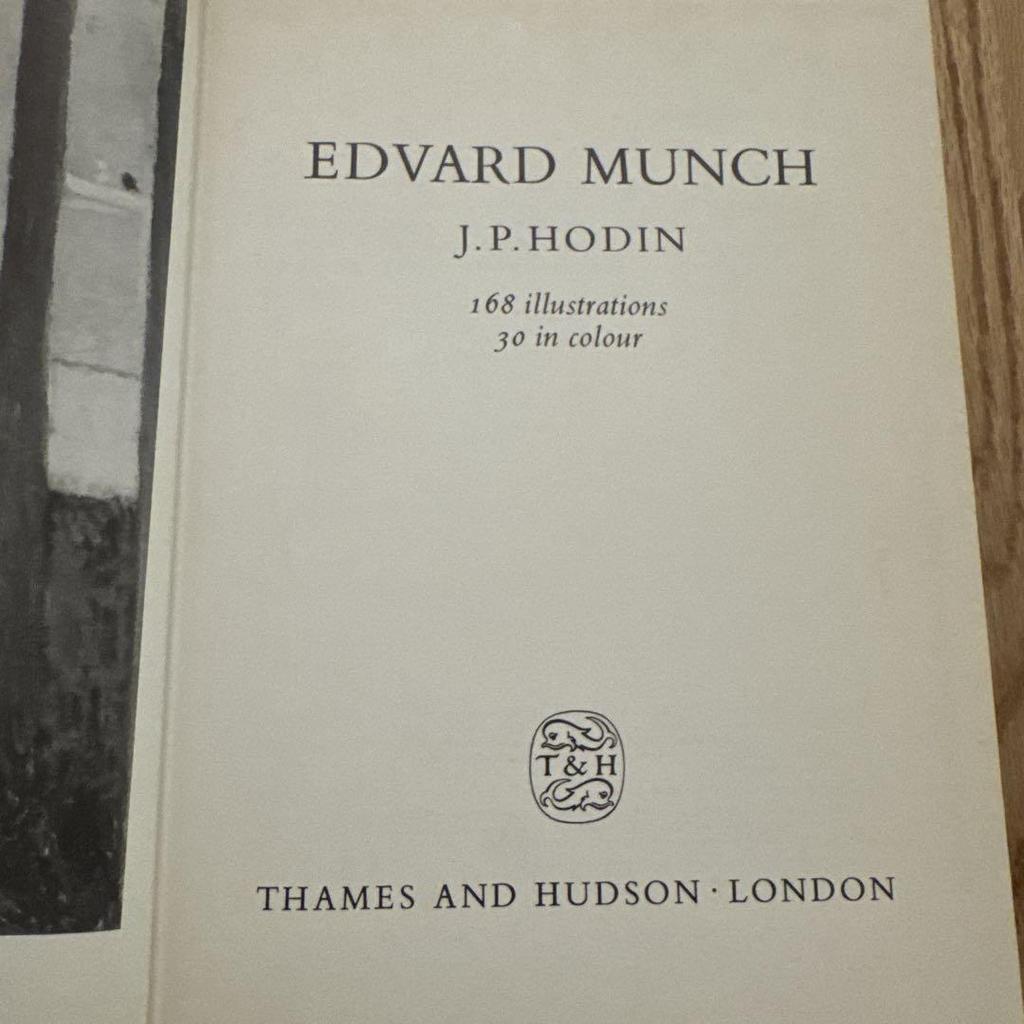 EDVARD MUNCH
J.P. HODIN
168 illustrations
30 in colour
T & H
THAMES AND HUDSON · LONDON